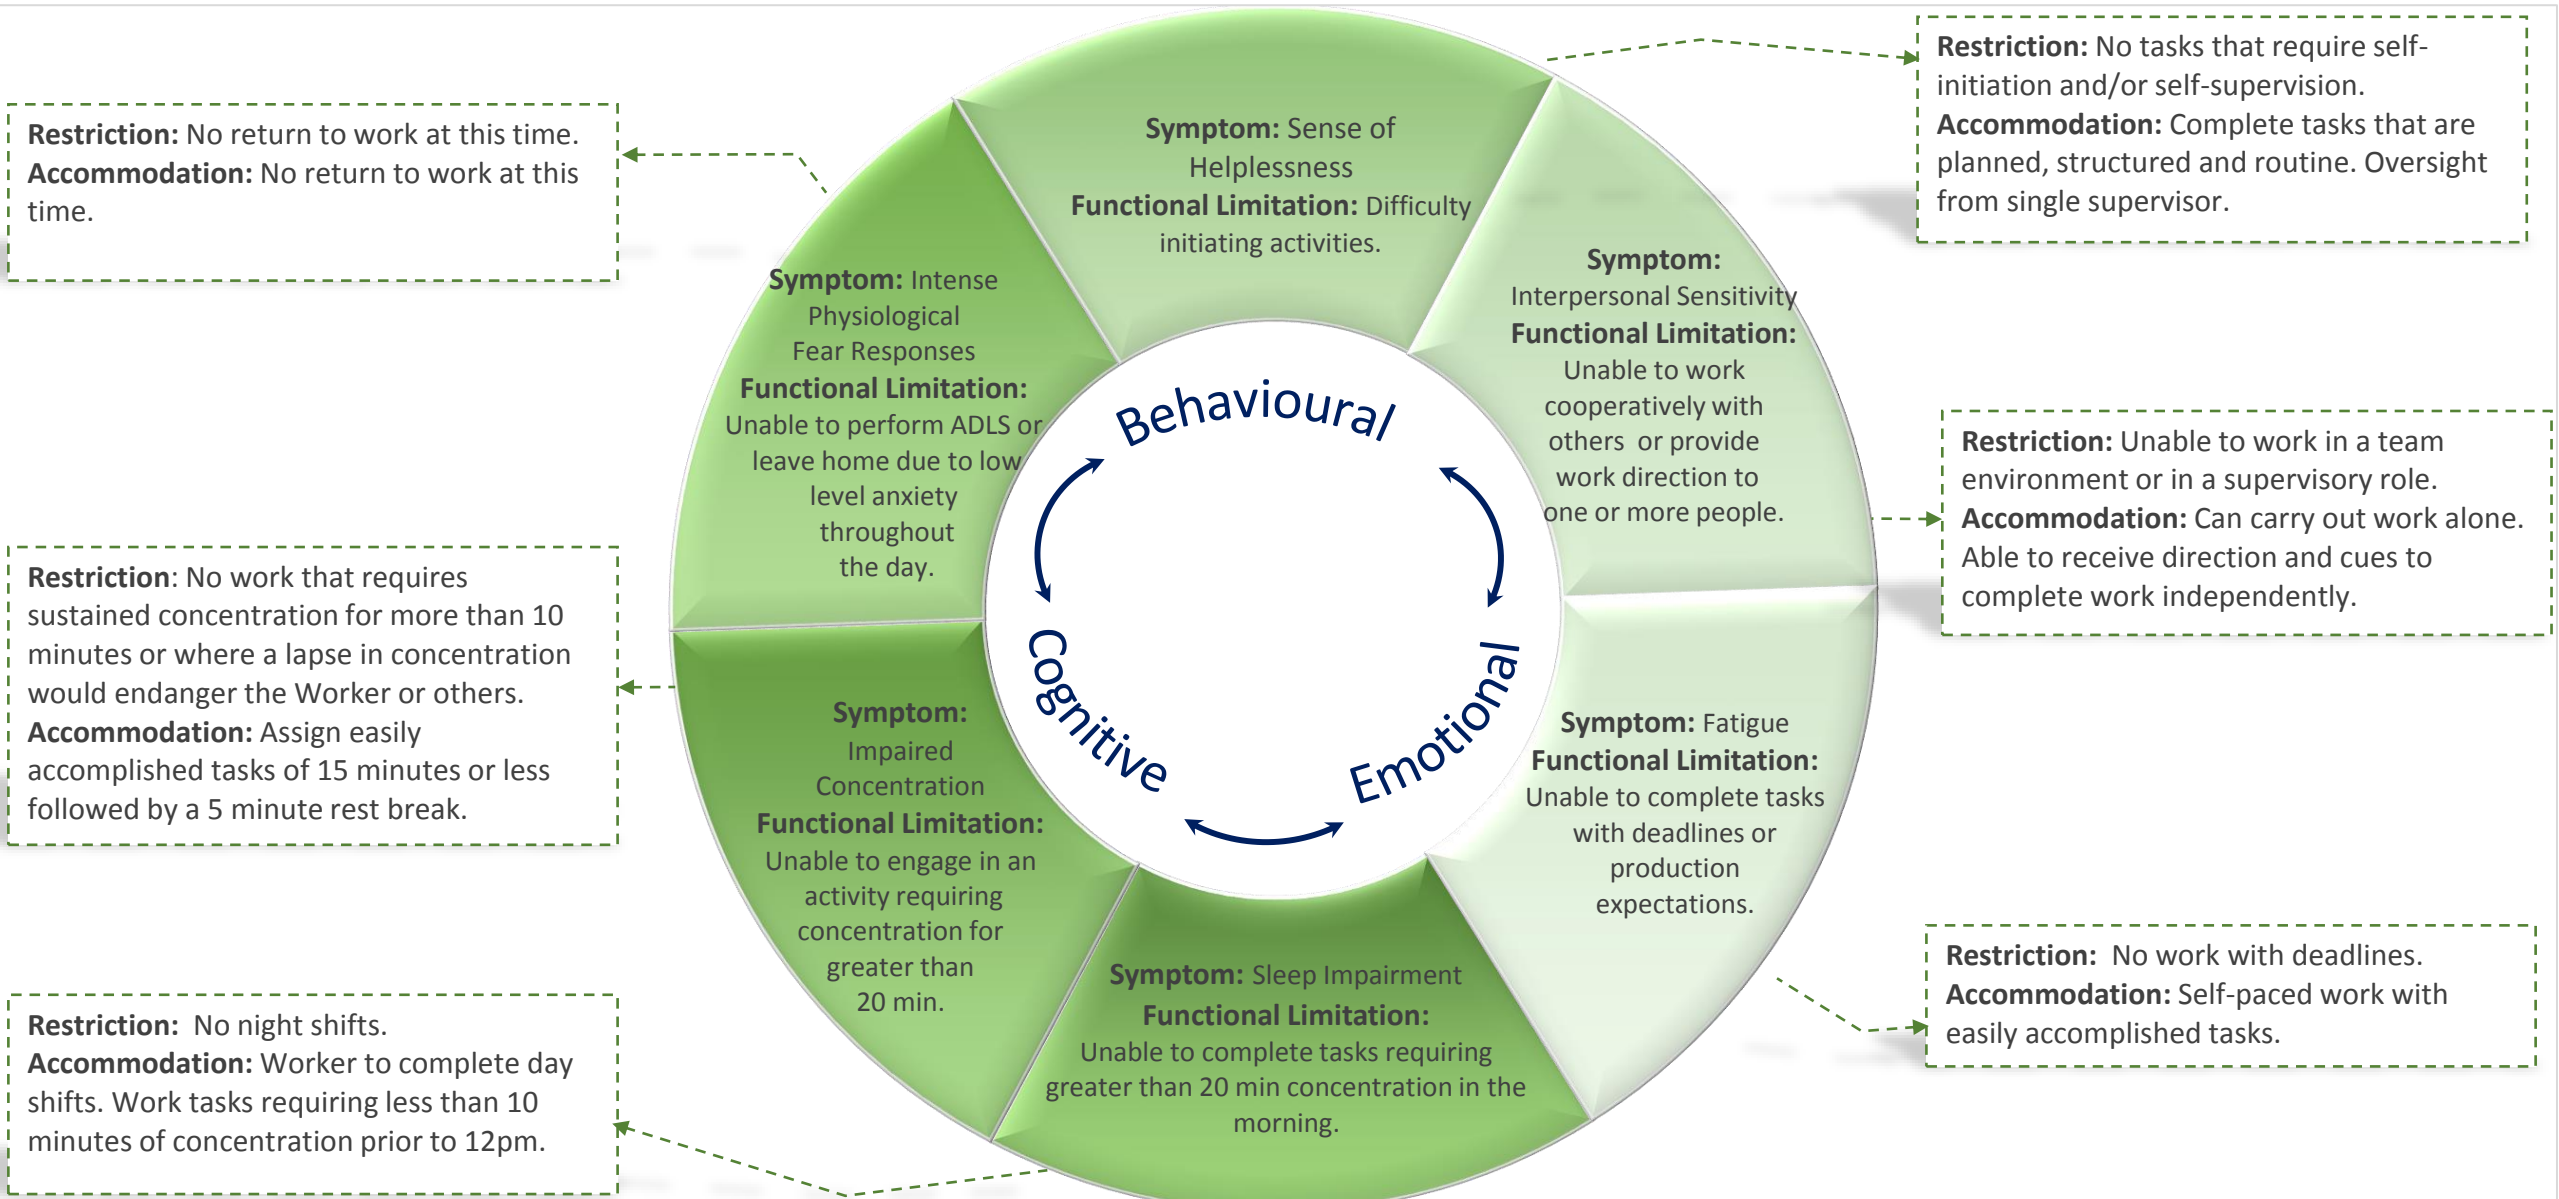 Restriction: No return to work at this time.
Accommodation: No return to work at this
time.
Restriction: No work that requires
sustained concentration for more than 10
minutes or where a lapse in concentration
would endanger the Worker or others.
Accommodation: Assign easily
accomplished tasks of 15 minutes or less
followed by a 5 minute rest break.
Restriction: No night shifts.
Accommodation: Worker to complete day
shifts. Work tasks requiring less than 10
minutes of concentration prior to 12pm.
Symptom: Sense of
Helplessness
Functional Limitation: Difficulty
initiating activities.
Symptom: Intense
Physiological
Fear Responses
Functional Limitation:
Unable to perform ADLS or
leave home due to low
level anxiety
throughout
the day.
Symptom:
Interpersonal Sensitivity
Functional Limitation:
Unable to work
cooperatively with
others or provide
work direction to
one or more people.
Behavioural
Cognitive
Emotional
Symptom:
Impaired
Concentration
Functional Limitation:
Unable to engage in an
activity requiring
concentration for
greater than
20 min.
Symptom: Fatigue
Functional Limitation:
Unable to complete tasks
with deadlines or
production
expectations.
Symptom: Sleep Impairment
Functional Limitation:
Unable to complete tasks requiring
greater than 20 min concentration in the
morning.
Restriction: No tasks that require self-
initiation and/or self-supervision.
Accommodation: Complete tasks that are
planned, structured and routine. Oversight
from single supervisor.
Restriction: Unable to work in a team
environment or in a supervisory role.
Accommodation: Can carry out work alone.
Able to receive direction and cues to
complete work independently.
Restriction: No work with deadlines.
Accommodation: Self-paced work with
easily accomplished tasks.